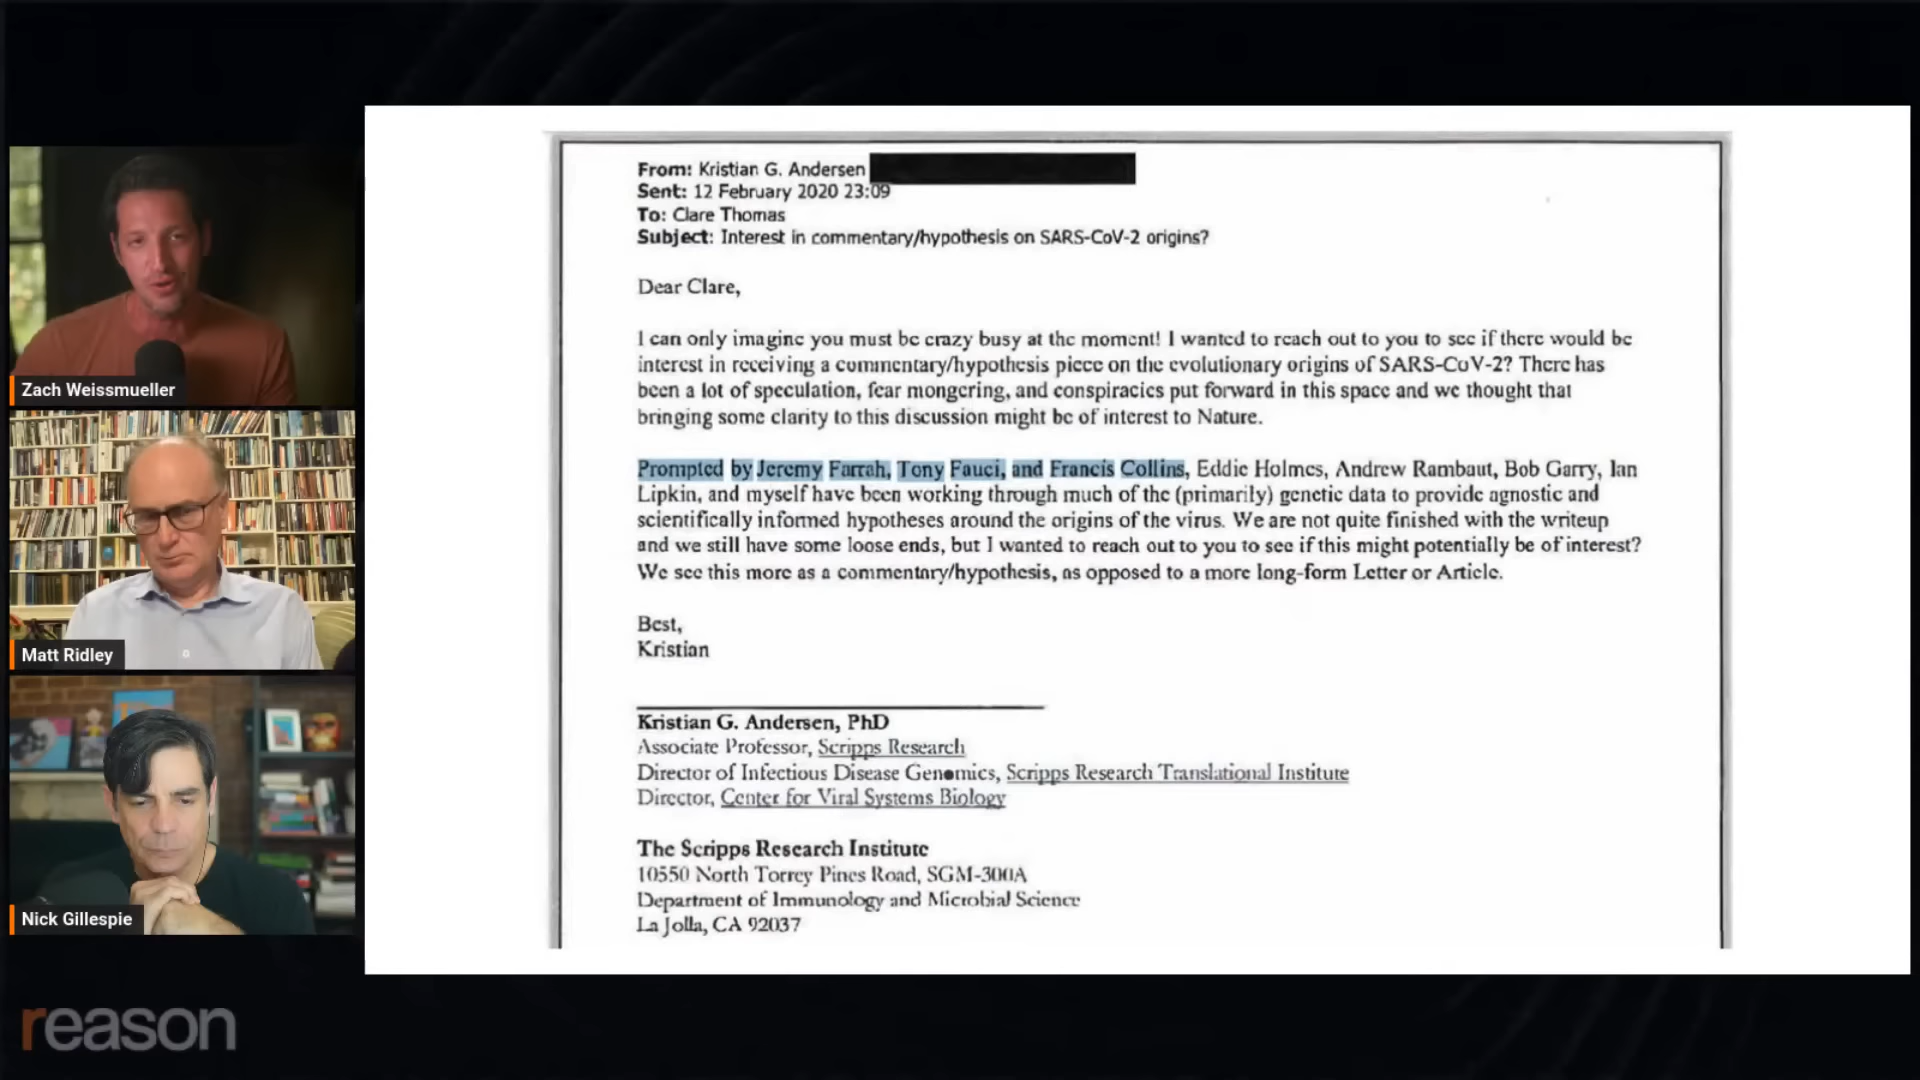 From: Kristian G. Andersen
Sent: 12 February 2020 23:09
To: Clare Thomas
Subject: Interest in commentary/hypothesis on SARS-CoV-2 origins?
Dear Clare,
I can only imagine you must be crazy busy at the moment! I wanted to reach out to you to see if there would be
interest in receiving a commentary/hypothesis piece on the evolutionary origins of SARS-CoV-2? There has
been a lot of speculation, fear mongering, and conspiracies put forward in this space and we thought that
bringing some clarity to this discussion might be of interest to Nature.
Prompted by Jeremy Farrah, Tony Fauci, and Francis Collins, Eddie Holmes, Andrew Rambaut, Bob Garry, Ian
Lipkin, and myself have been working through much of the (primarily) genetic data to provide agnostic and
scientifically informed hypotheses around the origins of the virus. We are not quite finished with the writeup
and we still have some loose ends, but I wanted to reach out to you to see if this might potentially be of interest?
We see this more as a commentary/hypothesis, as opposed to a more long-form Letter or Article.
Best,
Kristian
Kristian G. Andersen, PhD
Associate Professor, Scripps Research
Director of Infectious Disease Genomics, Scripps Research Translational Institute
Director, Center for Viral Systems Biology
The Scripps Research Institute
10550 North Torrey Pines Road, SGM-300A
Department of Immunology and Microbial Science
La Jolla, CA 92037
Zach Weissmueller
Matt Ridley
Nick Gillespie
reason